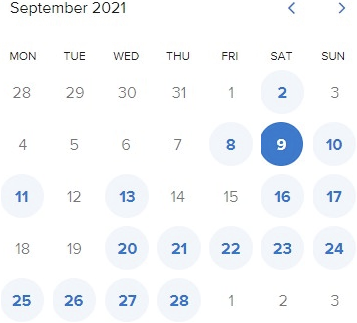 September 2021 < >
MON TUE WED THU FRI SAT SUN
28 29 30 31 1 2 3
4 5 6 7 8 9 10
11 12 13 14 15 16 17
18 19 20 21 22 23 24
25 26 27 28 1 2 3